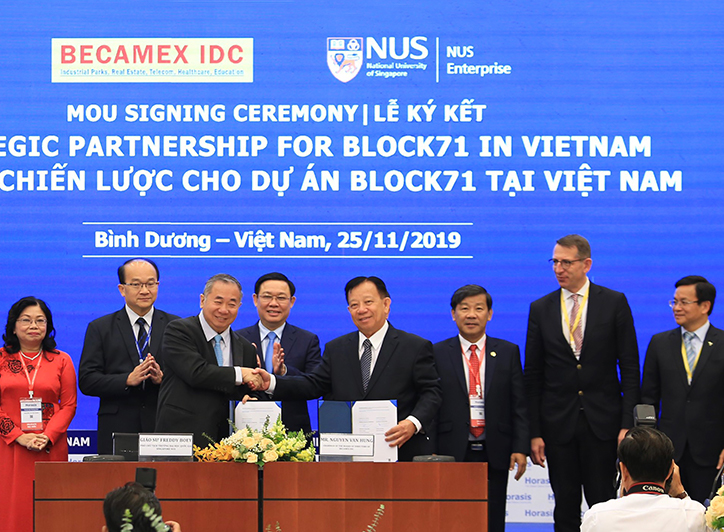 BECAMEX IDC
Industrial Parks, Real Estate, Telecom, Healthcare, Education
NUS
National University
of Singapore
NUS
Enterprise
MOU SIGNING CEREMONY | LỄ KÝ KẾT
EGIC PARTNERSHIP FOR BLOCK71 IN VIETNAM
CHIẾN LƯỢC CHO DỰ ÁN BLOCK71 TẠI VIỆT NAM
Bình Dương – Việt Nam, 25/11/2019
GIÁO SƯ FREDDY BOEY
MR. NGUYEN VAN HUNG
NAM
Horasis
Horasis
Canon